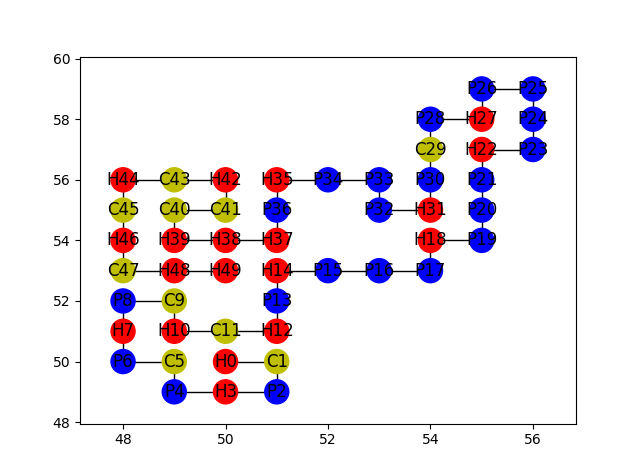 60
P26 P25
58 P28 H27 P24
C29 H22 P23
56 H44 C43 H42 H35 P34 P33 P30 P21
C45 C40 C41 P36 P32 H31 P20
54 H46 H39 H38 H37 H18 P19
C47 H48 H49 H14 P15 P16 P17
52 P8 C9 P13
H7 H10 C11 H12
50 P6 C5 H0 C1
P4 H3 P2
48
48 50 52 54 56